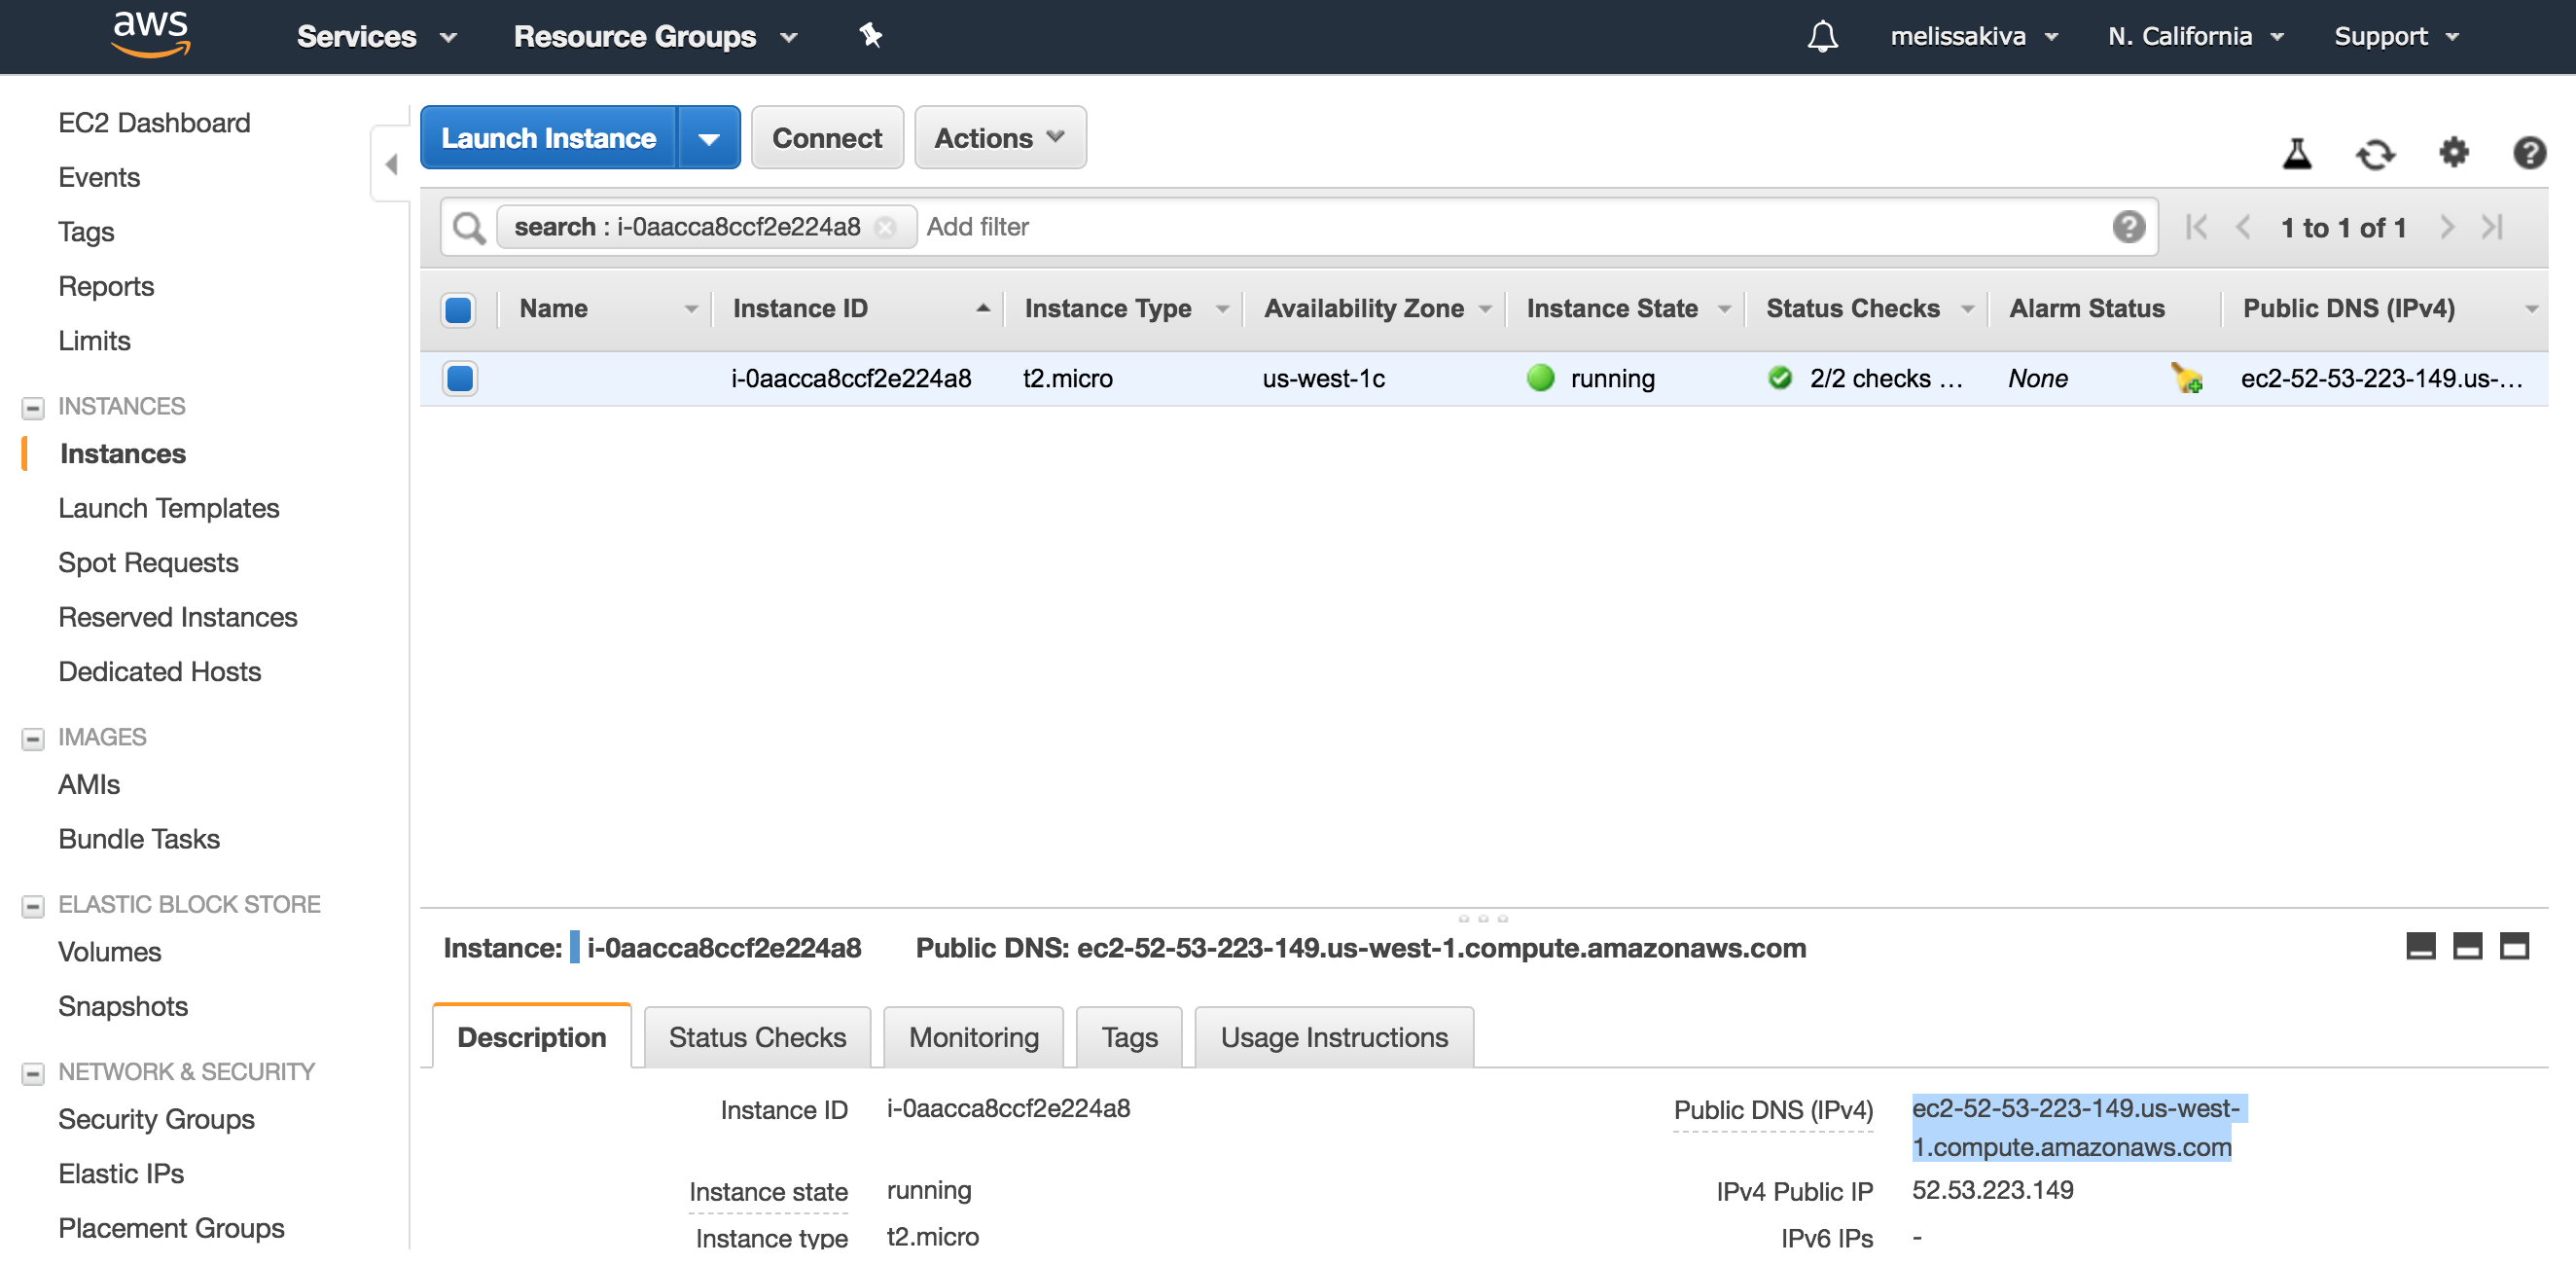 aws Services Resource Groups melissakiva N. California Support
EC2 Dashboard
Events
Tags
Reports
Limits
INSTANCES
Instances
Launch Templates
Spot Requests
Reserved Instances
Dedicated Hosts
IMAGES
AMIs
Bundle Tasks
ELASTIC BLOCK STORE
Volumes
Snapshots
NETWORK & SECURITY
Security Groups
Elastic IPs
Placement Groups
Launch Instance Connect Actions
search : i-0aacca8ccf2e224a8 Add filter 1 to 1 of 1
Name Instance ID Instance Type Availability Zone Instance State Status Checks Alarm Status Public DNS (IPv4)
i-0aacca8ccf2e224a8 t2.micro us-west-1c running 2/2 checks ... None ec2-52-53-223-149.us-...
Instance: i-0aacca8ccf2e224a8 Public DNS: ec2-52-53-223-149.us-west-1.compute.amazonaws.com
Description Status Checks Monitoring Tags Usage Instructions
Instance ID i-0aacca8ccf2e224a8
Instance state running
Instance type t2.micro
Public DNS (IPv4) ec2-52-53-223-149.us-west-
1.compute.amazonaws.com
IPv4 Public IP 52.53.223.149
IPv6 IPs -